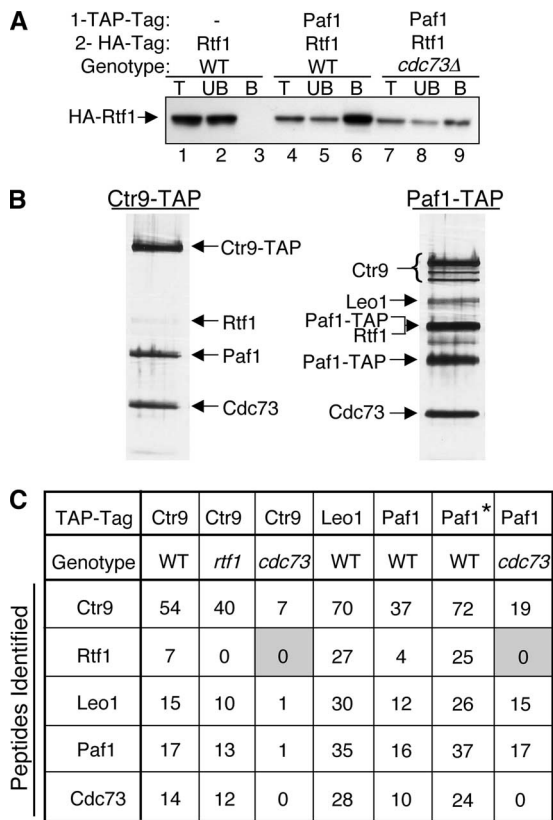 A
1-TAP-Tag: - Paf1 Paf1
2- HA-Tag: Rtf1 Rtf1 Rtf1
Genotype: WT WT cdc73Δ
T UB B T UB B T UB B
HA-Rtf1
1 2 3 4 5 6 7 8 9
B
Ctr9-TAP
Ctr9-TAP
Rtf1
Paf1
Cdc73
Paf1-TAP
Ctr9
Leo1
Paf1-TAP
Rtf1
Paf1-TAP
Cdc73
C
TAP-Tag Ctr9 Ctr9 Ctr9 Leo1 Paf1 Paf1* Paf1
Genotype WT rtf1 cdc73 WT WT WT cdc73
Peptides Identified
Ctr9 54 40 7 70 37 72 19
Rtf1 7 0 0 27 4 25 0
Leo1 15 10 1 30 12 26 15
Paf1 17 13 1 35 16 37 17
Cdc73 14 12 0 28 10 24 0